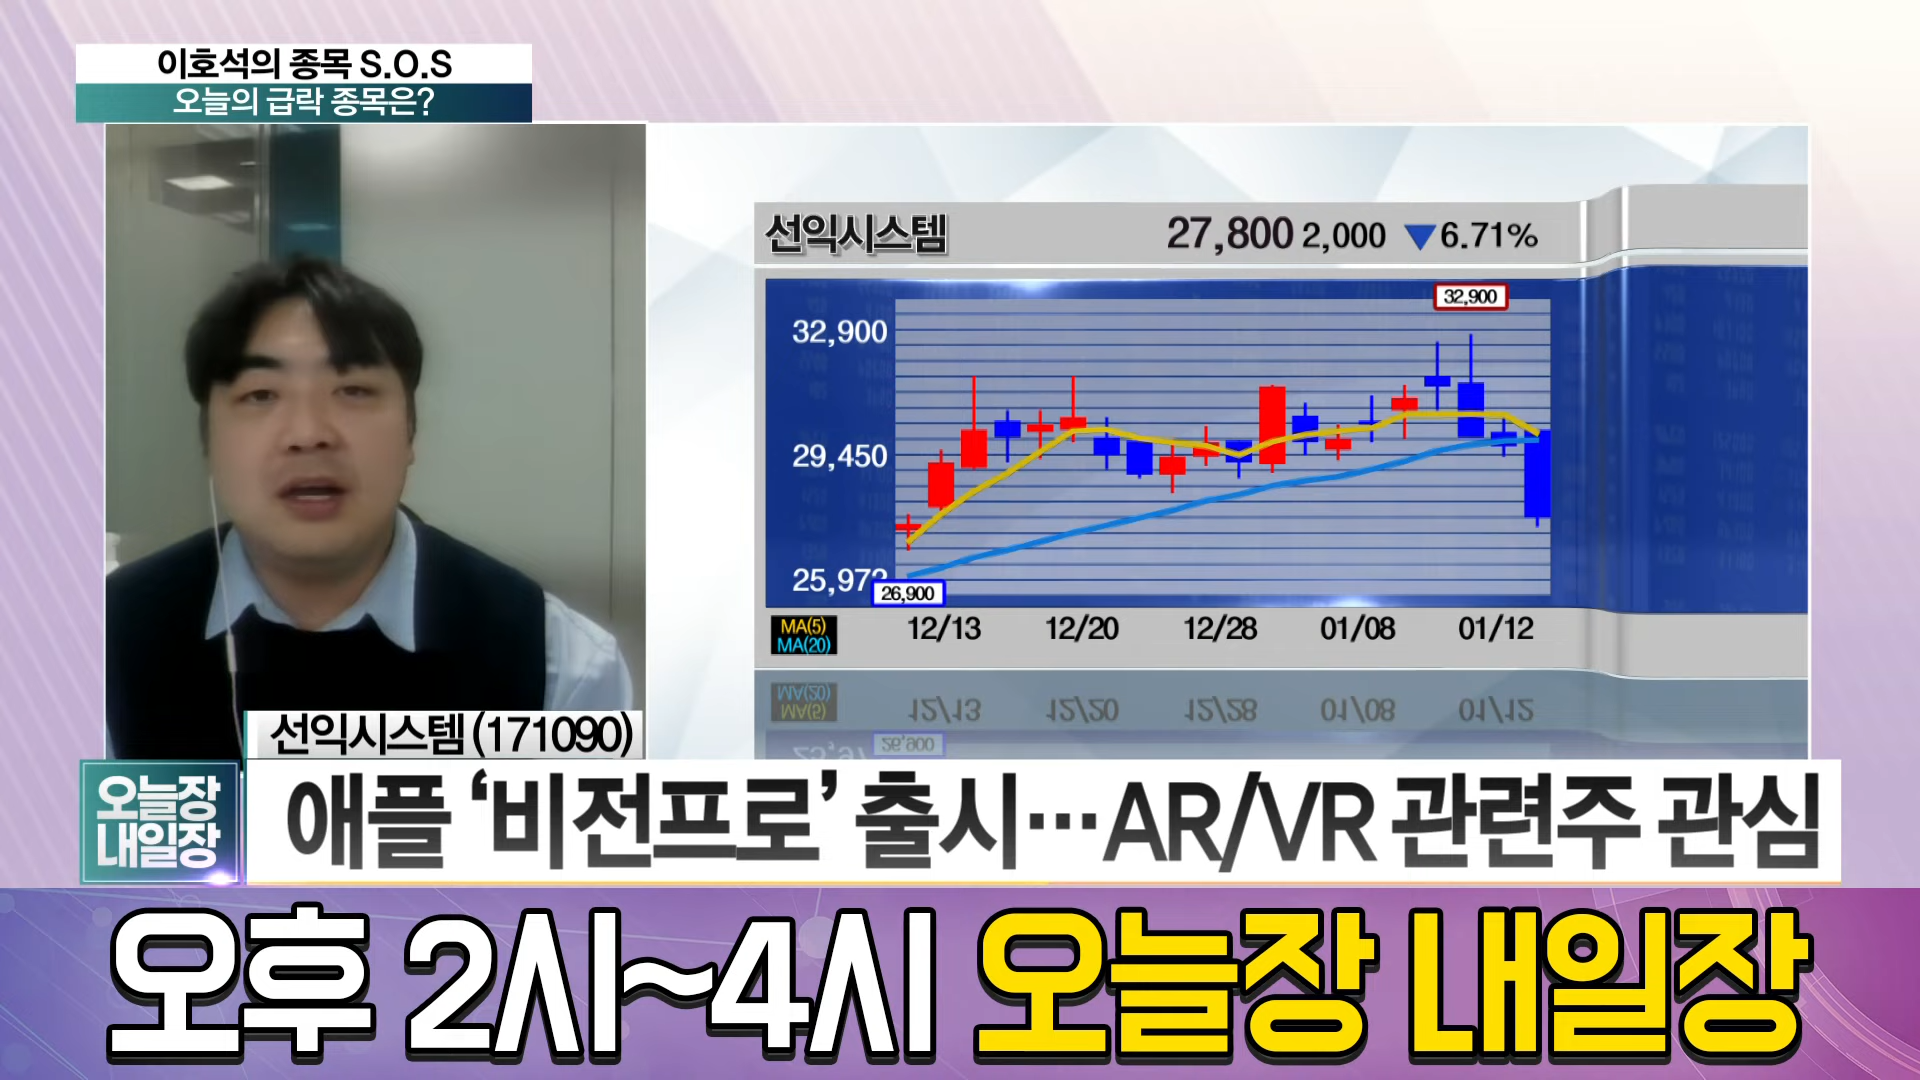 이호석의 종목 S.O.S
오늘의 급락 종목은?
선익시스템 27,800 2,000 ▼6.71%
32,900
32,900
29,450
25,972
26,900
MA(5)
MA(20)
12/13 12/20 12/28 01/08 01/12
선익시스템(171090)
오늘장
내일장
애플 ‘비전프로’ 출시…AR/VR 관련주 관심
오후 2시~4시 오늘장 내일장